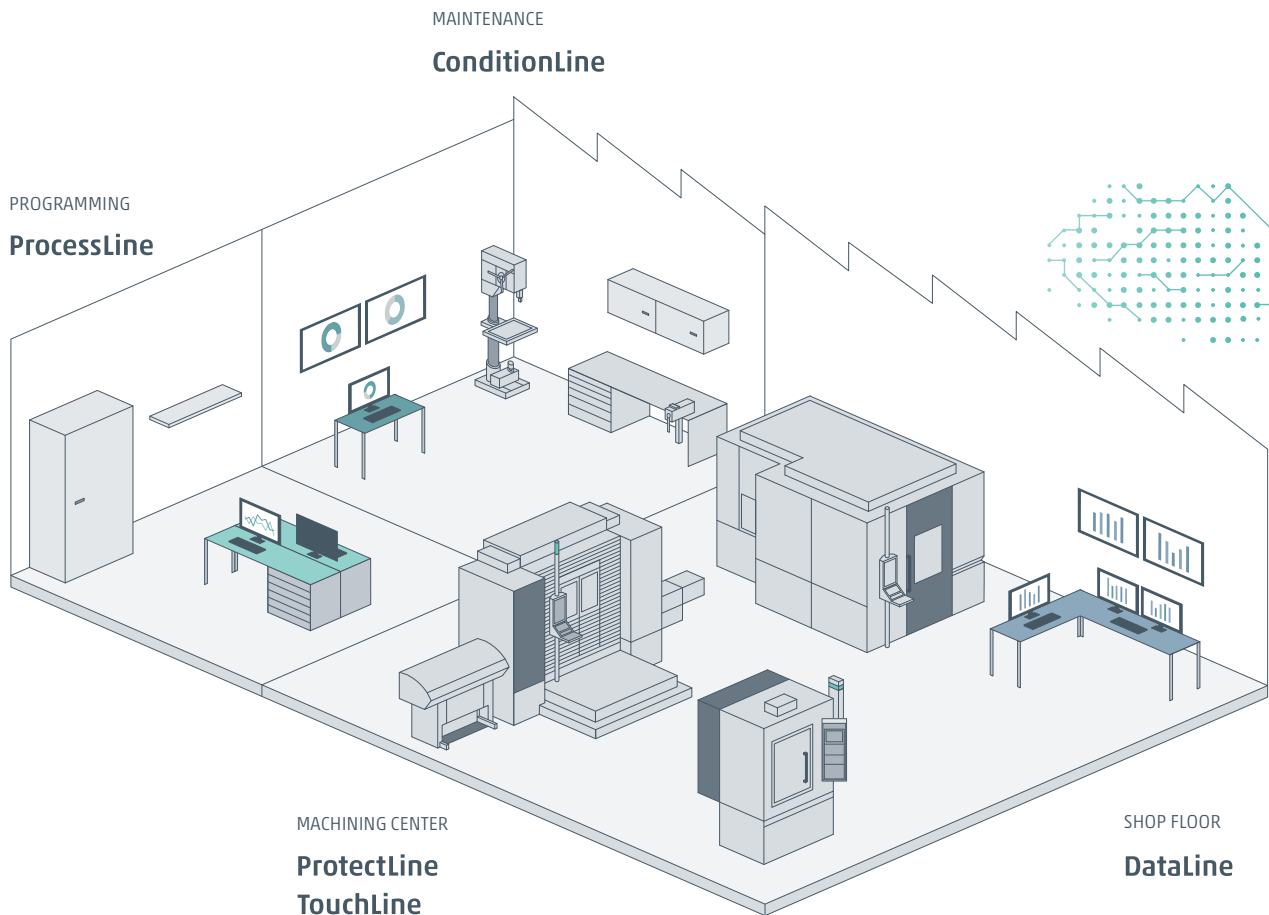 MAINTENANCE
ConditionLine
PROGRAMMING
ProcessLine
MACHINING CENTER
ProtectLine
TouchLine
SHOP FLOOR
DataLine